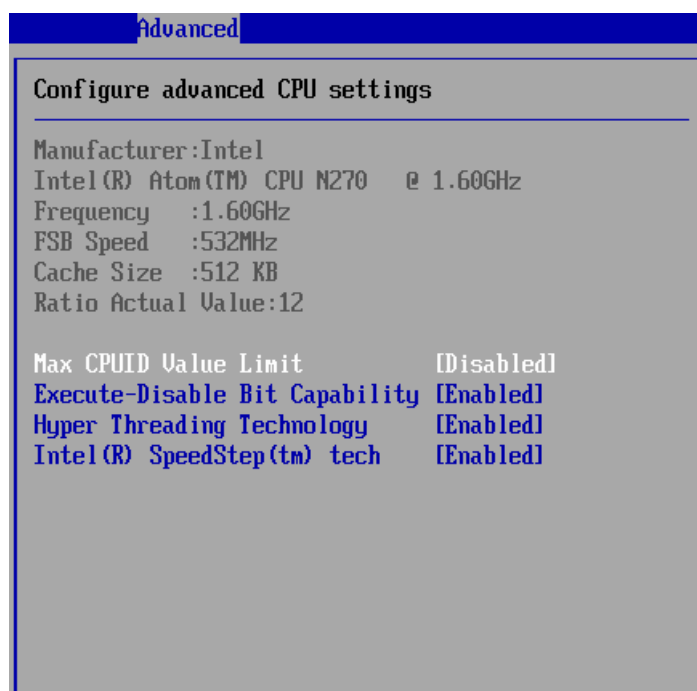 Advanced
Configure advanced CPU settings
Manufacturer:Intel
Intel(R) Atom(TM) CPU N270   @ 1.60GHz
Frequency   :1.60GHz
FSB Speed   :532MHz
Cache Size  :512 KB
Ratio Actual Value:12
Max CPUID Value Limit          [Disabled]
Execute-Disable Bit Capability [Enabled]
Hyper Threading Technology     [Enabled]
Intel(R) SpeedStep(tm) tech    [Enabled]